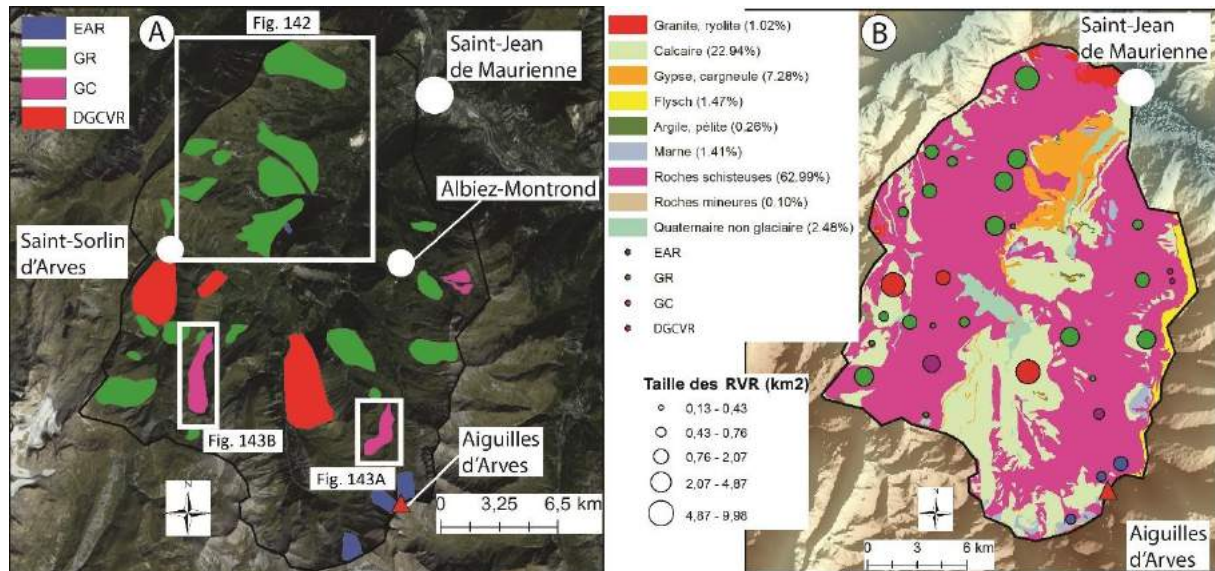 EAR
GR
GC
DGCVR
A
Fig. 142
Saint-Jean
de Maurienne
Albiez-Montrond
Saint-Sorlin
d'Arves
Fig. 143B
Fig. 143A
Aiguilles
d'Arves
N
0 3,25 6,5 km
Granite, ryolite (1.02%)
Calcaire (22.94%)
Gypse, cargneule (7.28%)
Flysch (1.47%)
Argile, pélite (0.26%)
Marne (1.41%)
Roches schisteuses (62.99%)
Roches mineures (0.10%)
Quaternaire non glaciaire (2.48%)
EAR
GR
GC
DGCVR
Taille des RVR (km2)
0,13 - 0,43
0,43 - 0,76
0,76 - 2,07
2,07 - 4,87
4,87 - 9,98
B
Saint-Jean
de Maurienne
N
0 3 6 km
Aiguilles
d'Arves